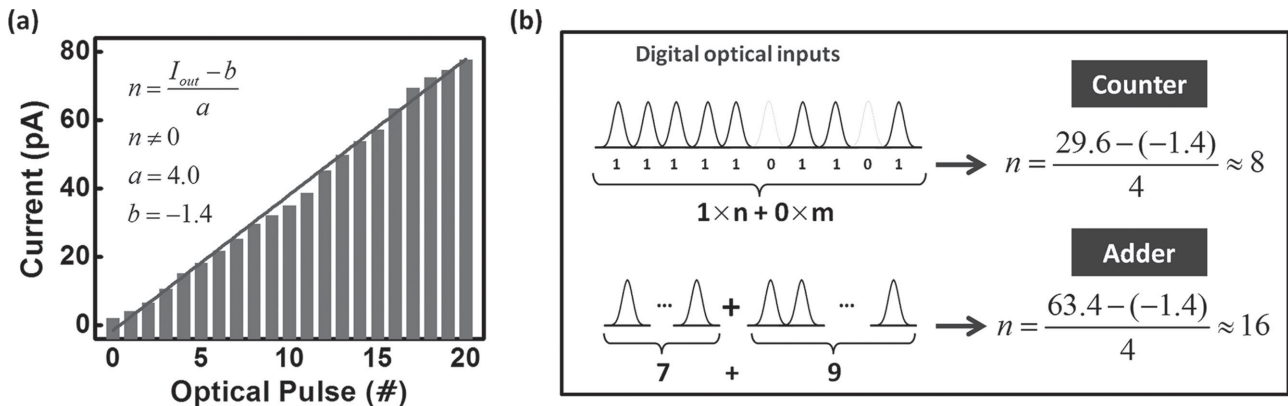 (a)
80
60
40
20
0
Current (pA)
n = (I_out − b) / a
n ≠ 0
a = 4.0
b = −1.4
0 5 10 15 20
Optical Pulse (#)
(b)
Digital optical inputs
1 1 1 1 1 0 1 1 0 1
1×n + 0×m
Counter
n = (29.6 − (−1.4)) / 4 ≈ 8
... + ...
7 + 9
Adder
n = (63.4 − (−1.4)) / 4 ≈ 16